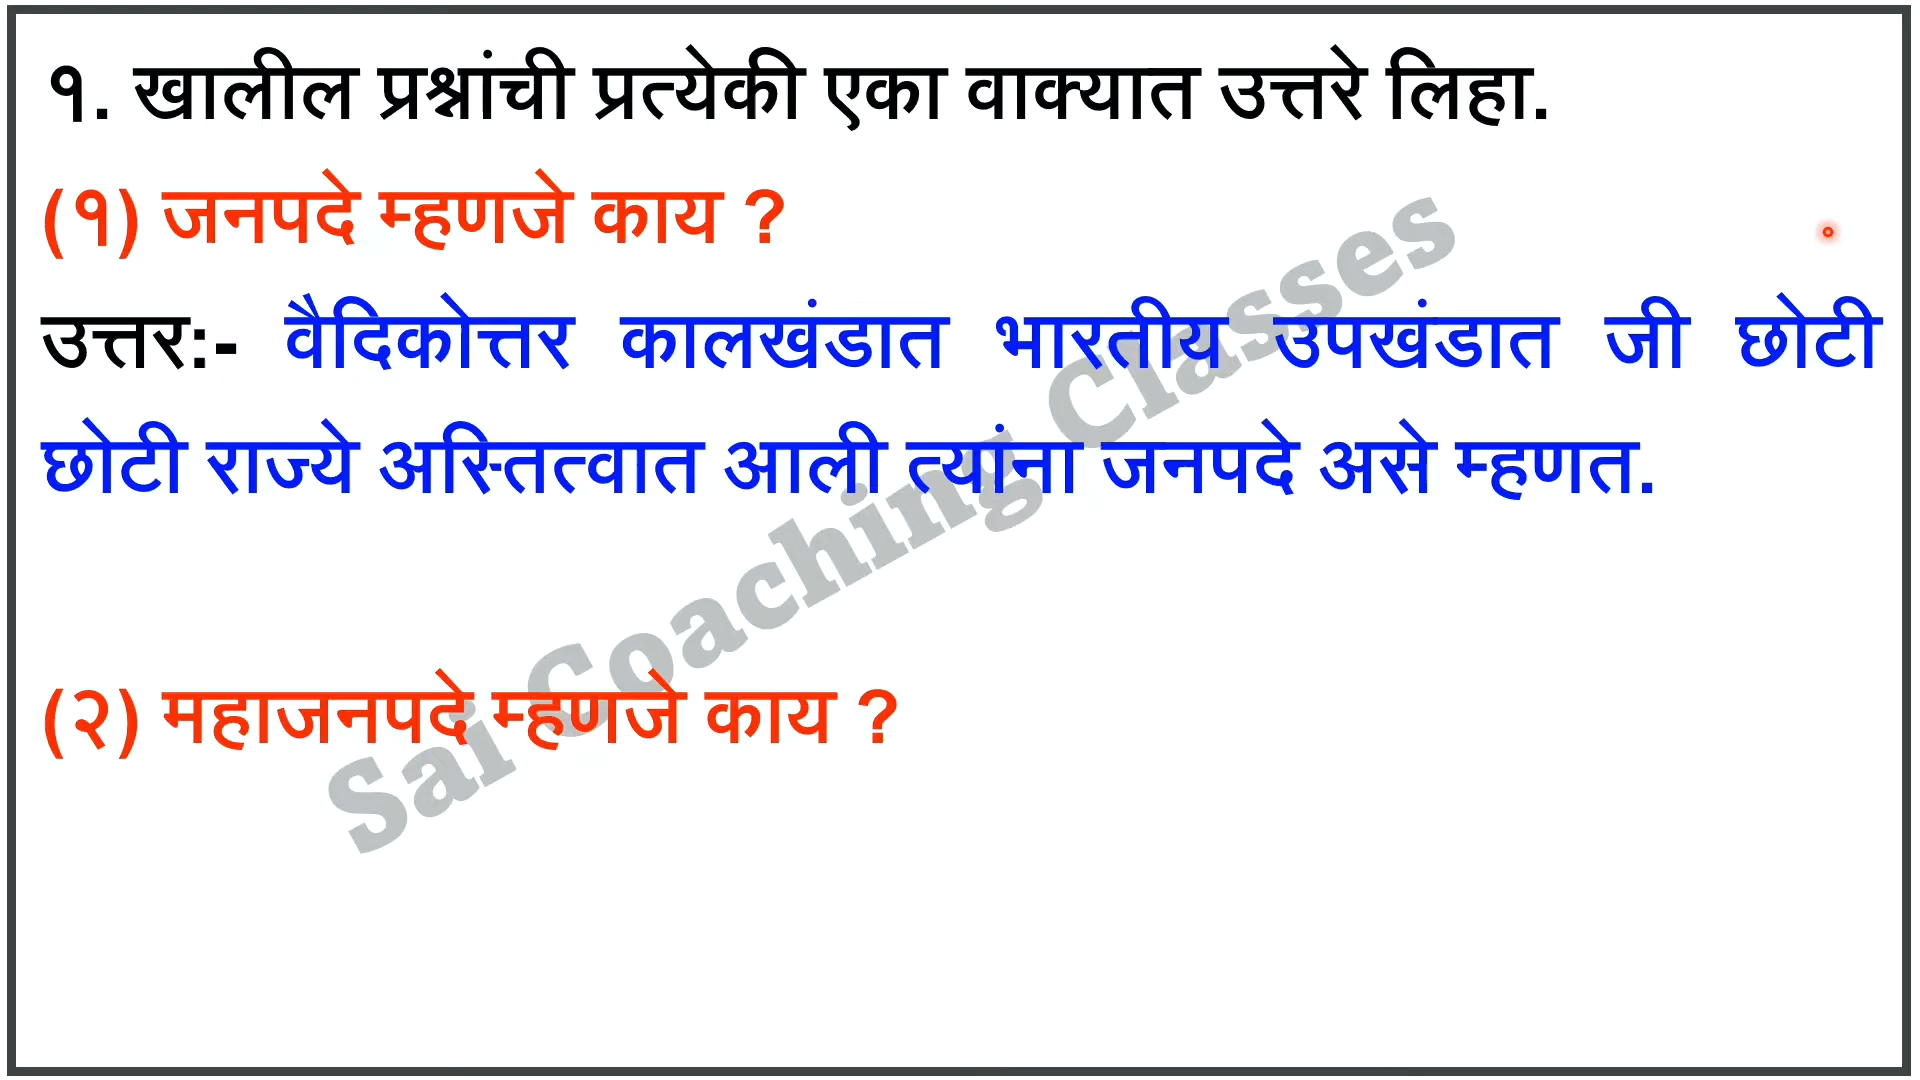 १. खालील प्रश्नांची प्रत्येकी एका वाक्यात उत्तरे लिहा.
(१) जनपदे म्हणजे काय ?
उत्तर:- वैदिकोत्तर कालखंडात भारतीय उपखंडात जी छोटी
छोटी राज्ये अस्तित्वात आली त्यांना जनपदे असे म्हणत.
(२) महाजनपदे म्हणजे काय ?
Sai Coaching Classes